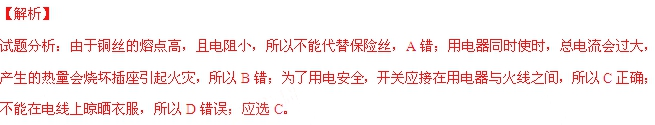 【解析】
试题分析：由于铜丝的熔点高，且电阻小，所以不能代替保险丝，A 错；用电器同时使时，总电流会过大，
产生的热量会烧坏插座引起火灾，所以 B 错；为了用电安全，开关应接在用电器与火线之间，所以 C 正确；
不能在电线上晾晒衣服，所以 D 错误；应选 C。